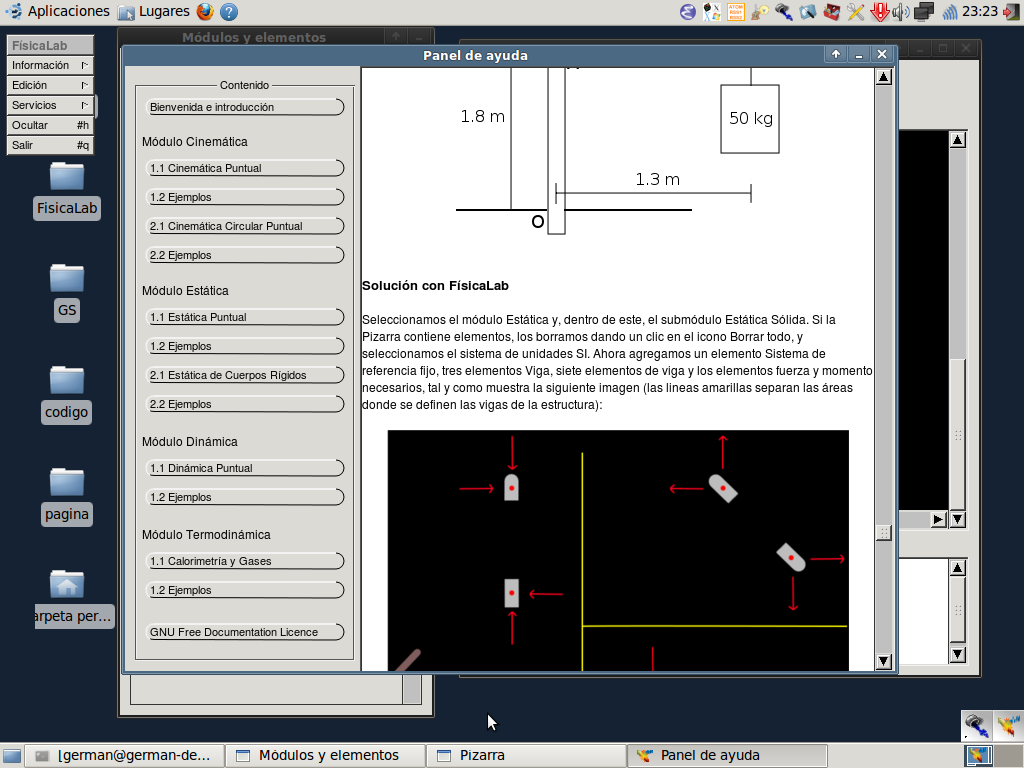 Aplicaciones
Lugares
23:23
FísicaLab
Información
Edición
Servicios
Ocultar #h
Salir #q
FisicaLab
GS
codigo
pagina
arpeta per...
Módulos y elementos
Panel de ayuda
Contenido
Bienvenida e introducción
Módulo Cinemática
1.1 Cinemática Puntual
1.2 Ejemplos
2.1 Cinemática Circular Puntual
2.2 Ejemplos
Módulo Estática
1.1 Estática Puntual
1.2 Ejemplos
2.1 Estática de Cuerpos Rígidos
2.2 Ejemplos
Módulo Dinámica
1.1 Dinámica Puntual
1.2 Ejemplos
Módulo Termodinámica
1.1 Calorimetría y Gases
1.2 Ejemplos
GNU Free Documentation Licence
1.8 m
50 kg
1.3 m
O
Solución con FísicaLab
Seleccionamos el módulo Estática y, dentro de este, el submódulo Estática Sólida. Si la
Pizarra contiene elementos, los borramos dando un clic en el icono Borrar todo, y
seleccionamos el sistema de unidades SI. Ahora agregamos un elemento Sistema de
referencia fijo, tres elementos Viga, siete elementos de viga y los elementos fuerza y momento
necesarios, tal y como muestra la siguiente imagen (las lineas amarillas separan las áreas
donde se definen las vigas de la estructura):
[german@german-de...
Módulos y elementos
Pizarra
Panel de ayuda